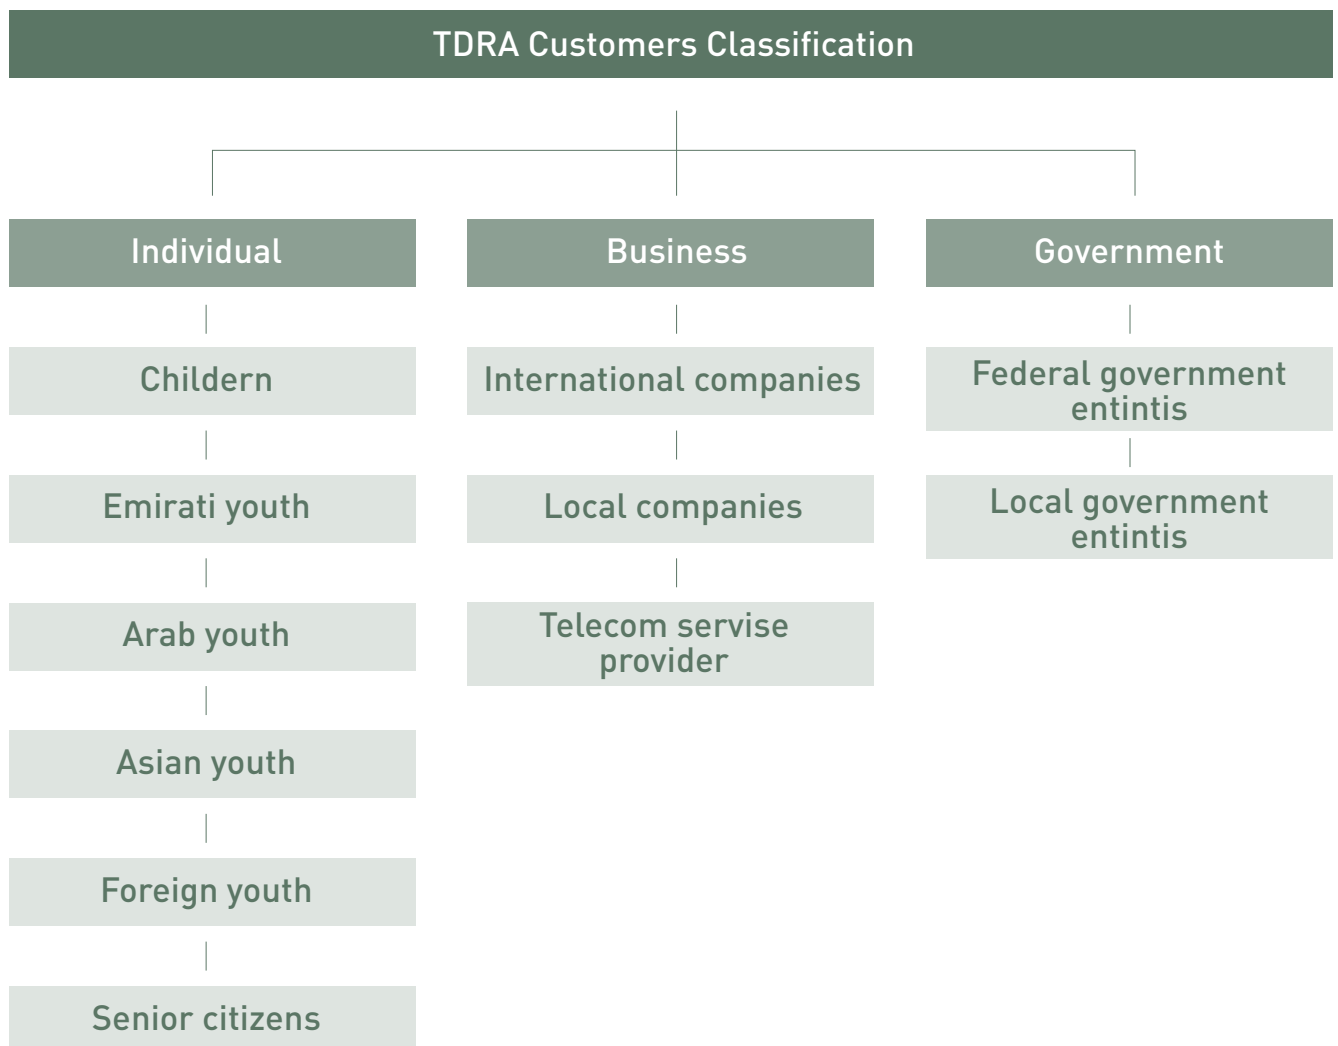 TDRA Customers Classification
Individual
Childern
Emirati youth
Arab youth
Asian youth
Foreign youth
Senior citizens
Business
International companies
Local companies
Telecom servise
provider
Government
Federal government
entintis
Local government
entintis